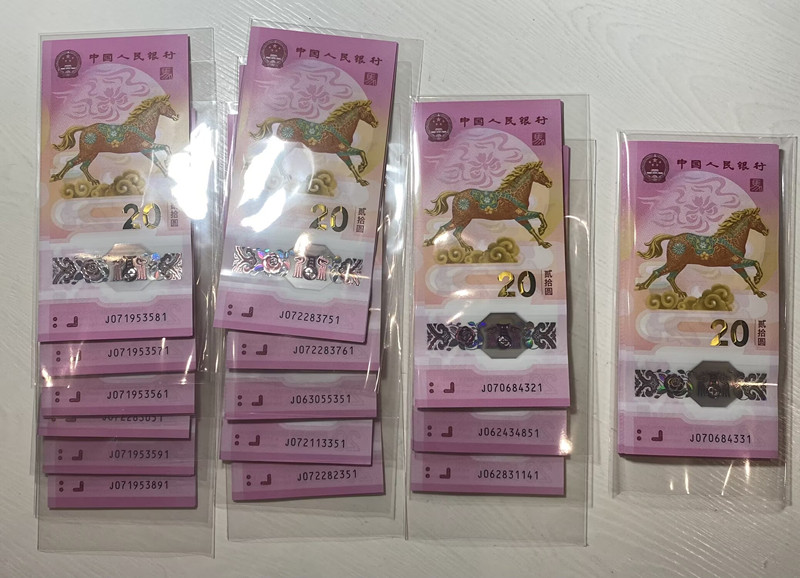 中国人民银行
20
贰拾圆
J071953581
J071953571
J071953561
J071953591
J071953891
中国人民银行
20
贰拾圆
J072283751
J072283761
J063055351
J072113351
J072282351
中国人民银行
20
贰拾圆
J070684321
J062434851
J062831141
中国人民银行
20
贰拾圆
J070684331